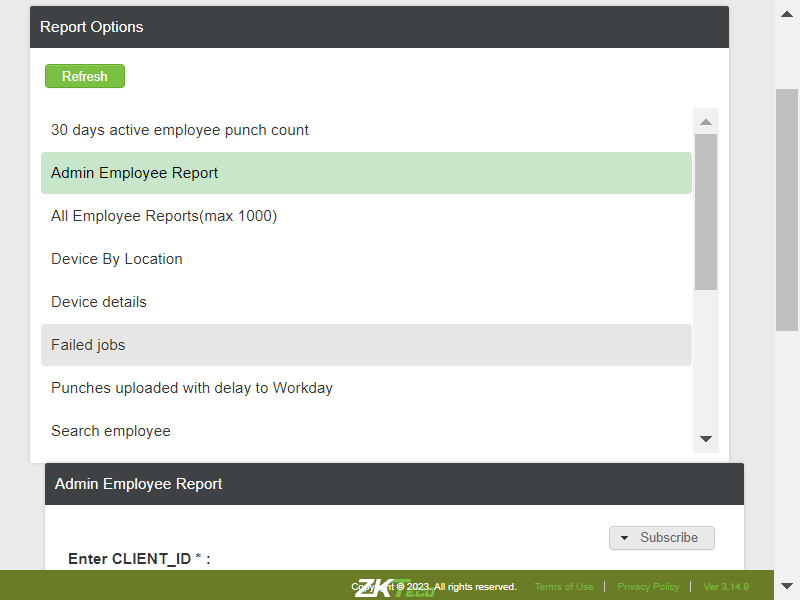 Report Options
Refresh
30 days active employee punch count
Admin Employee Report
All Employee Reports(max 1000)
Device By Location
Device details
Failed jobs
Punches uploaded with delay to Workday
Search employee
Admin Employee Report
Subscribe
Enter CLIENT_ID * :
ZKTECO
Copyright © 2023. All rights reserved. Terms of Use | Privacy Policy | Ver 3.14.9